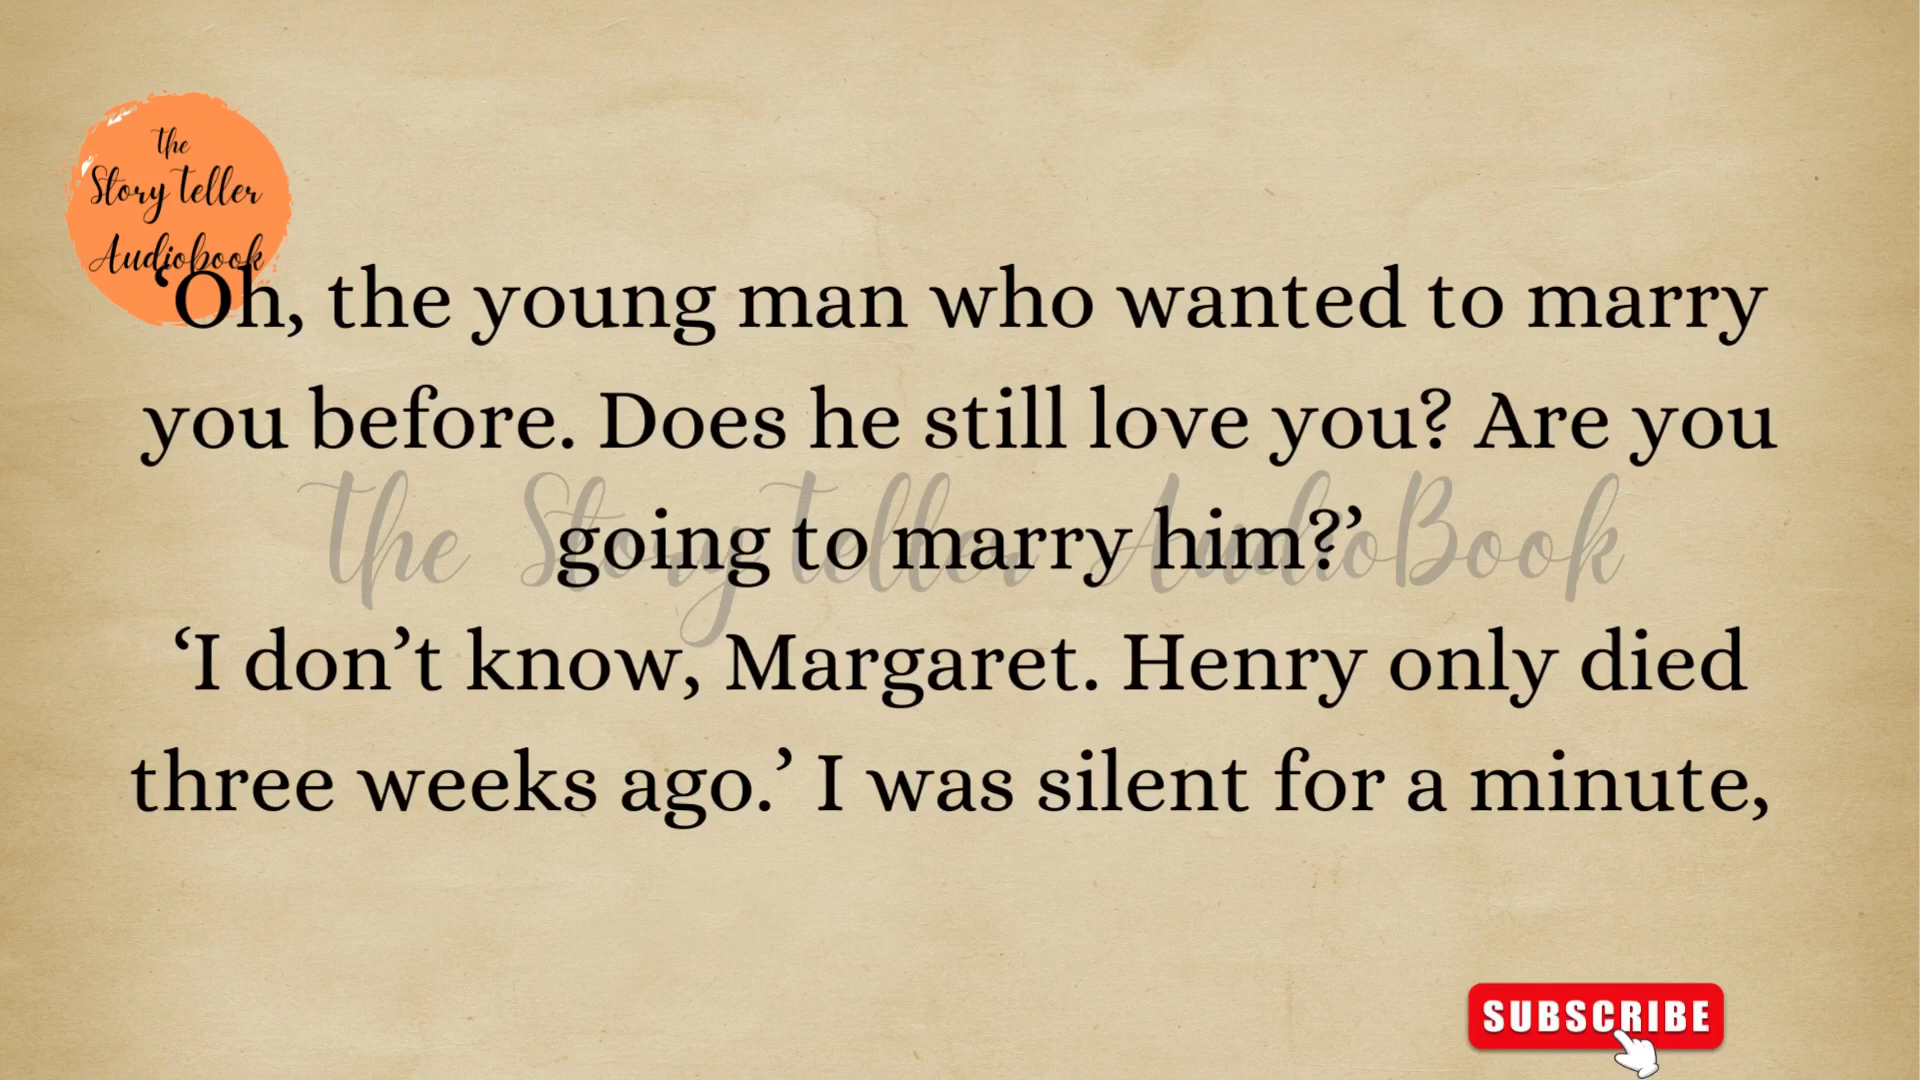 the
Story Teller
Audiobook
‘Oh, the young man who wanted to marry
you before. Does he still love you? Are you
going to marry him?’
the Story Teller AudioBook
‘I don’t know, Margaret. Henry only died
three weeks ago.’ I was silent for a minute,
SUBSCRIBE